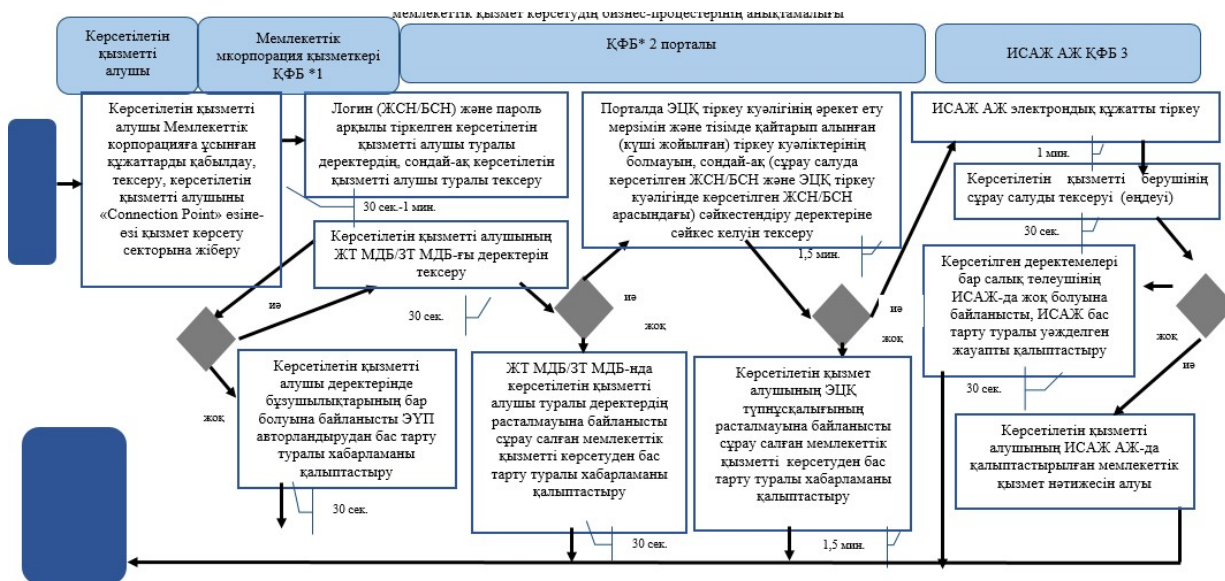 мемлекеттік қызмет көрсетудің бизнес-процестерінің анықтамалығы
Көрсетілетін
қызметті
алушы
Мемлекеттік
мкорпорация қызметкері
ҚФБ *1
ҚФБ* 2 порталы
ИСАЖ АЖ ҚФБ 3
Көрсетілетін қызметті
алушы Мемлекеттік
корпорацияға ұсынған
құжаттарды қабылдау,
тексеру, көрсетілетін
қызметті алушыны
«Connection Point» өзіне-
өзі қызмет көрсету
секторына жіберу
Логин (ЖСН/БСН) және пароль
арқылы тіркелген көрсетілетін
қызметті алушы туралы
деректердің, сондай-ақ көрсетілетін
қызметті алушы туралы тексеру
30 сек.-1 мин.
Көрсетілетін қызметті алушының
ЖТ МДБ/ЗТ МДБ-ғы деректерін
тексеру
30 сек.
Порталда ЭЦҚ тіркеу куәлігінің әрекет ету
мерзімін және тізімде қайтарып алынған
(күші жойылған) тіркеу куәліктерінің
болмауын, сондай-ақ (сұрау салуда
көрсетілген ЖСН/БСН және ЭЦҚ тіркеу
куәлігінде көрсетілген ЖСН/БСН
арасындағы) сәйкестендіру деректеріне
сәйкес келуін тексеру
1,5 мин.
ИСАЖ АЖ электрондық құжатты тіркеу
1 мин.
Көрсетілетін қызметті берушінің
сұрау салуды тексеруі (өңдеуі)
30 сек.
Көрсетілген деректемелері
бар салық төлеушінің
ИСАЖ-да жоқ болуына
байланысты, ИСАЖ бас
тарту туралы уәжделген
жауапты қалыптастыру
30 сек.
иә
жоқ
иә
жоқ
иә
жоқ
жоқ
иә
Көрсетілетін қызметті
алушы деректерінде
бұзушылықтарының бар
болуына байланысты ЭҮП
авторландырудан бас тарту
туралы хабарламаны
қалыптастыру
30 сек.
ЖТ МДБ/ЗТ МДБ-нда
көрсетілетін қызметті
алушы туралы деректердің
расталмауына байланысты
сұрау салған мемлекеттік
қызметті көрсетуден бас
тарту туралы хабарламаны
қалыптастыру
30 сек.
Көрсетілетін қызмет
алушының ЭЦҚ
түпнұсқалығының
расталмауына байланысты
сұрау салған мемлекеттік
қызметті көрсетуден бас
тарту туралы хабарламаны
қалыптастыру
1,5 мин.
Көрсетілетін қызметті
алушының ИСАЖ АЖ-да
қалыптастырылған мемлекеттік
қызмет нәтижесін алуы